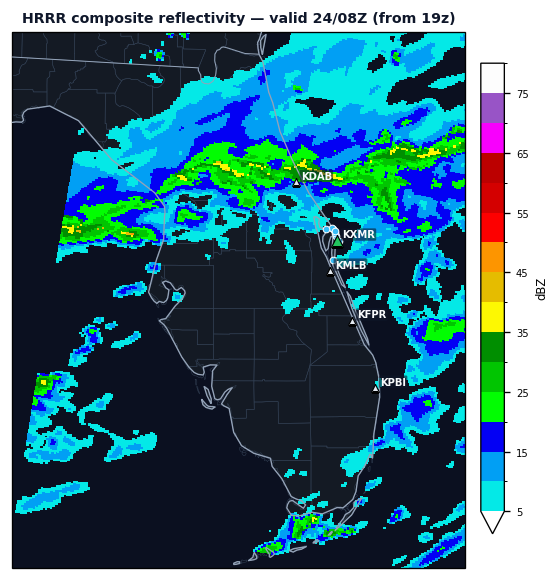 HRRR composite reflectivity — valid 24/08Z (from 19z)
KDAB
KXMR
KMLB
KFPR
KPBI
75
65
55
45
35
25
15
5
dBZ